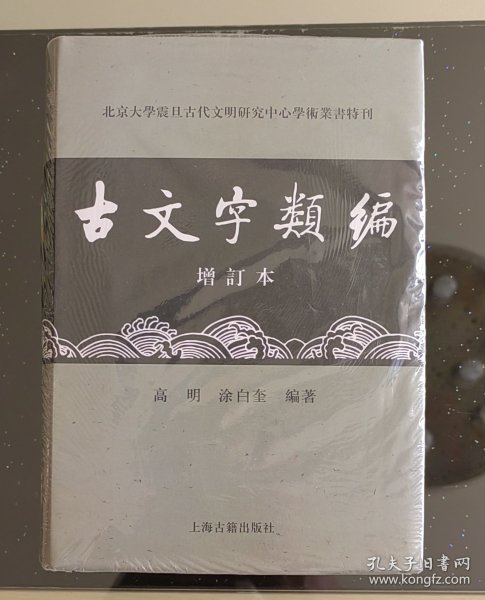 北京大學震旦古代文明研究中心學術業書特刊
古文字類編
增訂本
高 明 涂白奎 編著
上海古籍出版社
孔夫子旧书网
www.kongfz.com